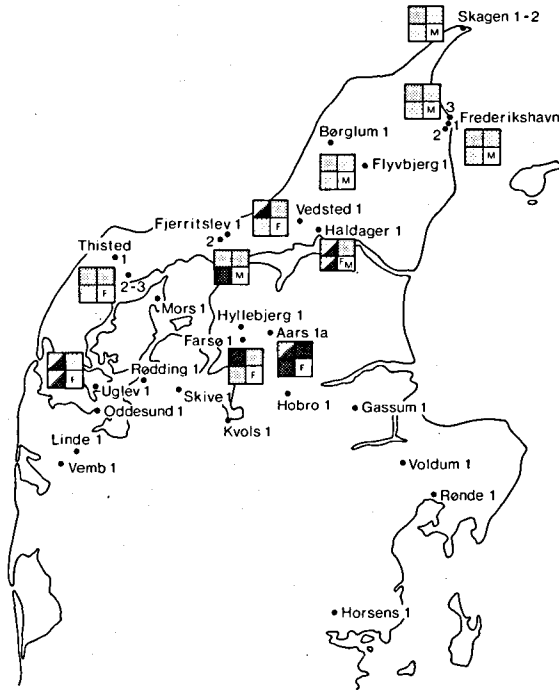 Skagen 1-2
M
M
3
Frederikshavn
2
1
M
Børglum 1
Flyvbjerg 1
M
F
Vedsted 1
Fjerritslev 1
2
Haldager 1
F M
Thisted
1
M
F
2-3
Mors 1
Hyllebjerg 1
Aars 1a
Farsø 1
F
F
F
Rødding 1
Uglev 1
Skive 1
Hobro 1
Oddesund 1
Gassum 1
Kvols 1
Linde 1
Vemb 1
Voldum 1
Rønde 1
Horsens 1